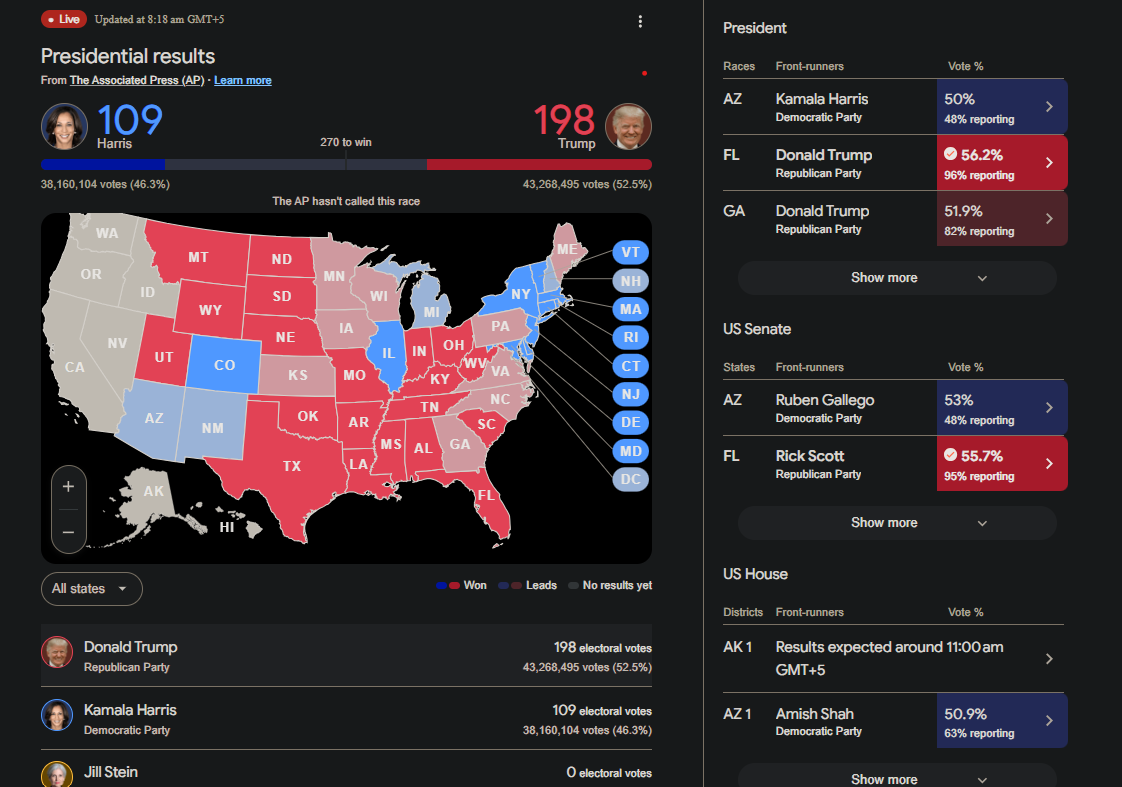 Live Updated at 8:18 am GMT+5
Presidential results
From The Associated Press (AP) · Learn more
109
Harris
198
Trump
270 to win
38,160,104 votes (46.3%)
43,268,495 votes (52.5%)
The AP hasn't called this race
WA
MT
ND
MN
ME
VT
OR
ID
SD
WI
MI
NY
NH
WY
MA
NV
NE
IA
PA
RI
UT
CO
IL
IN
OH
CT
CA
KS
MO
KY
WV
VA
NJ
AZ
NM
OK
AR
TN
NC
DE
TX
LA
MS
AL
GA
SC
MD
AK
HI
FL
DC
+
−
All states
Won Leads No results yet
Donald Trump
Republican Party
198 electoral votes
43,268,495 votes (52.5%)
Kamala Harris
Democratic Party
109 electoral votes
38,160,104 votes (46.3%)
Jill Stein
0 electoral votes
President
Races Front-runners Vote %
AZ Kamala Harris 50%
Democratic Party 48% reporting
FL Donald Trump 56.2%
Republican Party 96% reporting
GA Donald Trump 51.9%
Republican Party 82% reporting
Show more
US Senate
States Front-runners Vote %
AZ Ruben Gallego 53%
Democratic Party 48% reporting
FL Rick Scott 55.7%
Republican Party 95% reporting
Show more
US House
Districts Front-runners Vote %
AK 1 Results expected around 11:00 am
GMT+5
AZ 1 Amish Shah 50.9%
Democratic Party 63% reporting
Show more